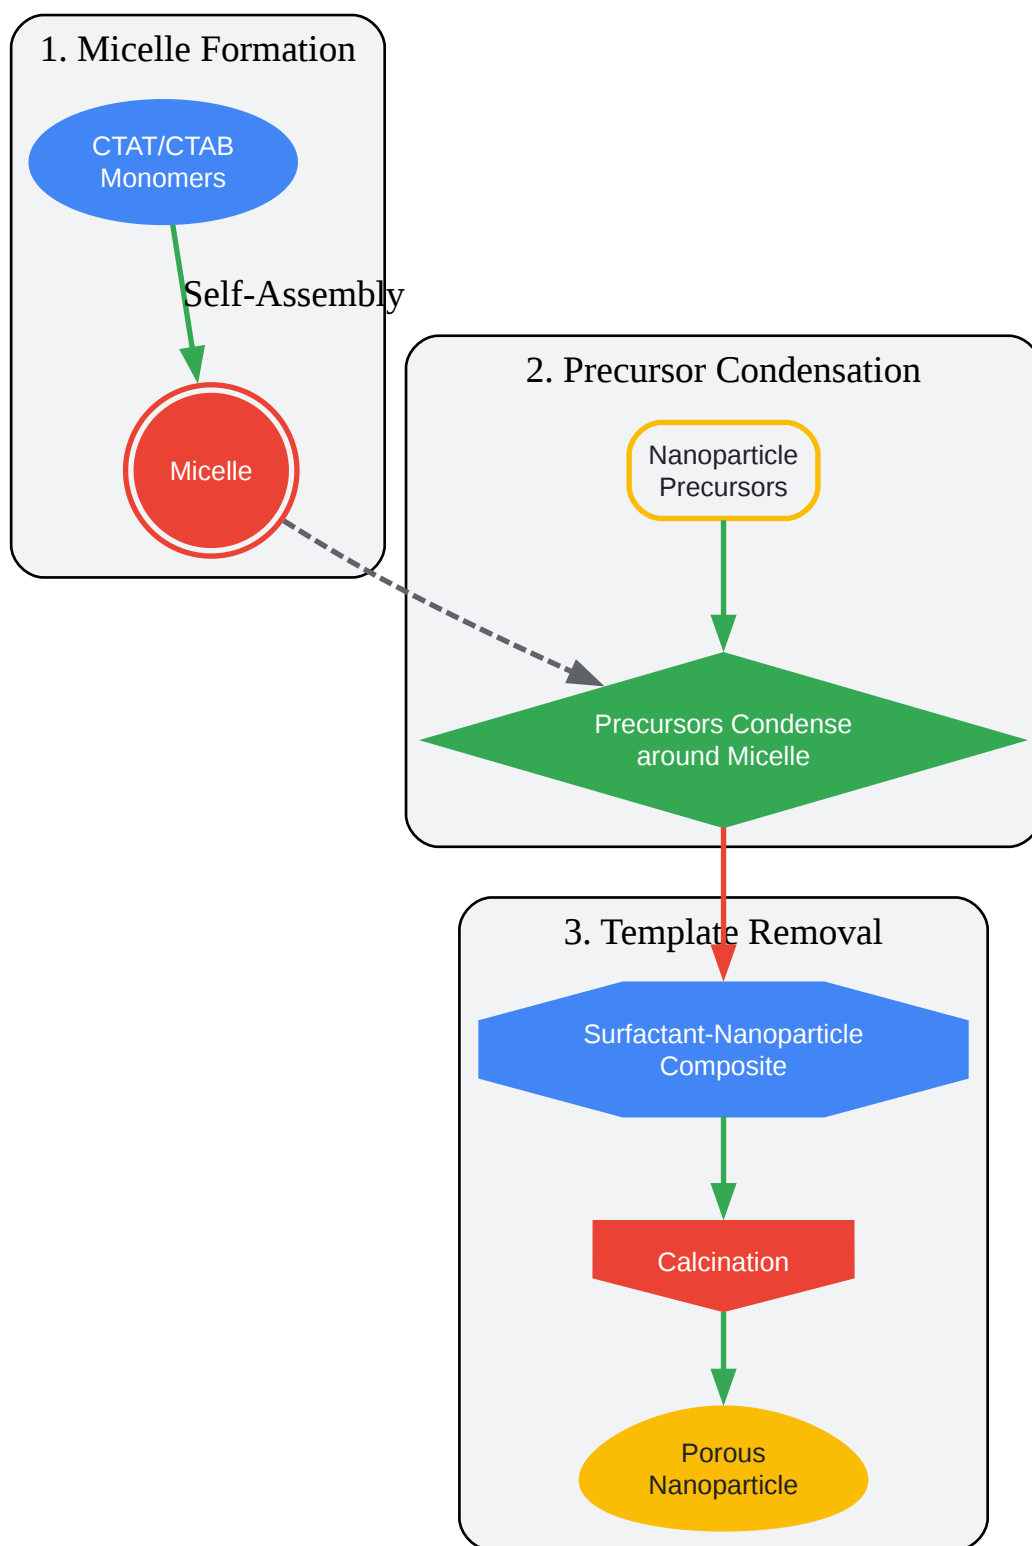 1. Micelle Formation
CTAT/CTAB
Monomers
Self-Assembly
Micelle
2. Precursor Condensation
Nanoparticle
Precursors
Precursors Condense
around Micelle
3. Template Removal
Surfactant-Nanoparticle
Composite
Calcination
Porous
Nanoparticle